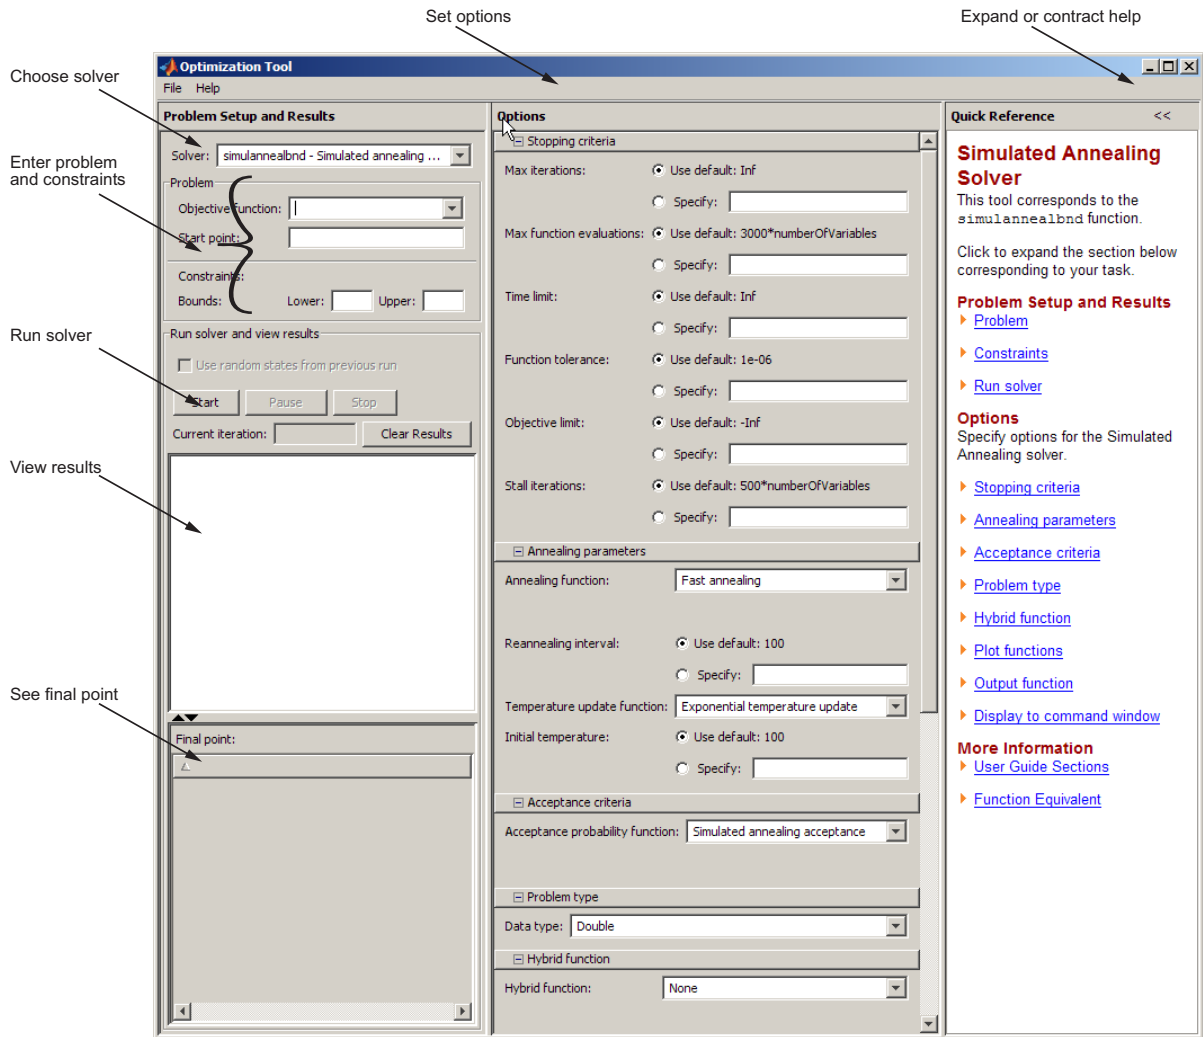 Set options
Expand or contract help
Choose solver
Enter problem
and constraints
Run solver
View results
See final point
Optimization Tool
File Help
Problem Setup and Results
Solver: simulannealbnd - Simulated annealing ...
Problem
Objective function:
Start point:
Constraints:
Bounds: Lower: Upper:
Run solver and view results
Use random states from previous run
Start Pause Stop
Current iteration: Clear Results
Final point:
Options
Stopping criteria
Max iterations: Use default: Inf
Specify:
Max function evaluations: Use default: 3000*numberOfVariables
Specify:
Time limit: Use default: Inf
Specify:
Function tolerance: Use default: 1e-06
Specify:
Objective limit: Use default: -Inf
Specify:
Stall iterations: Use default: 500*numberOfVariables
Specify:
Annealing parameters
Annealing function: Fast annealing
Reannealing interval: Use default: 100
Specify:
Temperature update function: Exponential temperature update
Initial temperature: Use default: 100
Specify:
Acceptance criteria
Acceptance probability function: Simulated annealing acceptance
Problem type
Data type: Double
Hybrid function
Hybrid function: None
Quick Reference <<
Simulated Annealing
Solver
This tool corresponds to the
simulannealbnd function.
Click to expand the section below
corresponding to your task.
Problem Setup and Results
Problem
Constraints
Run solver
Options
Specify options for the Simulated
Annealing solver.
Stopping criteria
Annealing parameters
Acceptance criteria
Problem type
Hybrid function
Plot functions
Output function
Display to command window
More Information
User Guide Sections
Function Equivalent